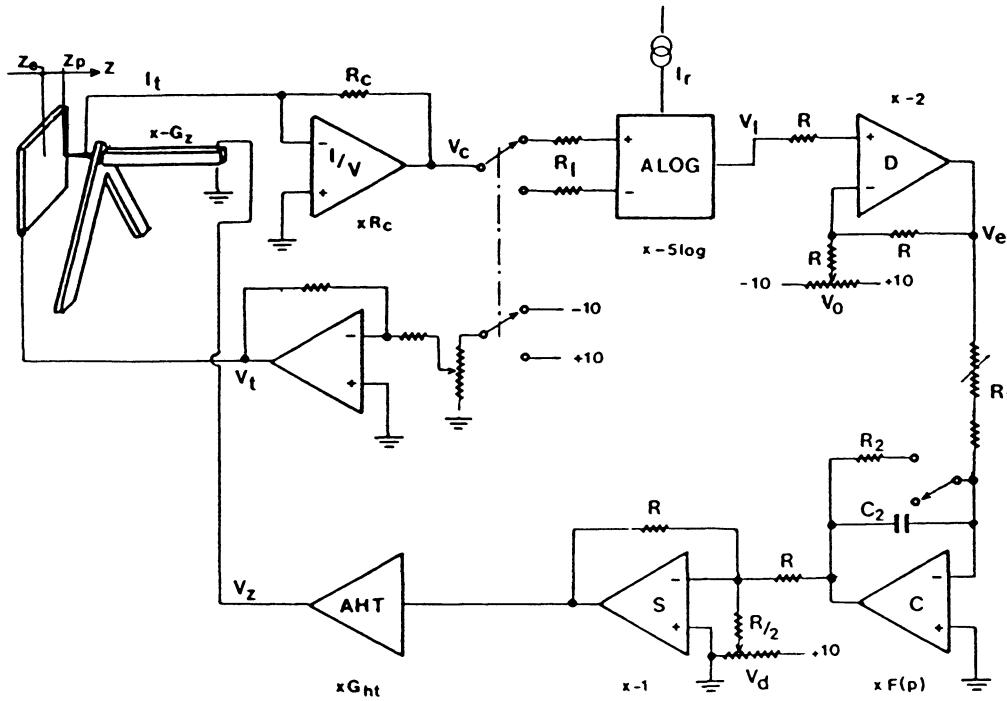 Ze Zp Z
It
x-Gz
Rc
I/V
- +
xRc
Vc
R1
Ir
+ -
ALOG
x-5log
Vl
R
x-2
+ -
D
R
R
Ve
-10 +10
V0
-10
+10
- +
Vt
R
R2
C2
- +
C
xF(p)
R
R
- +
S
R/2
+10
Vd
x-1
AHT
xGht
Vz